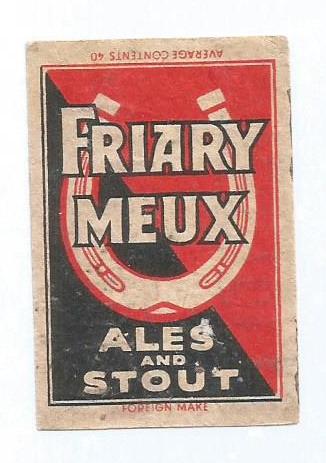 AVERAGE CONTENTS 40
FRIARY
MEUX
ALES
AND
STOUT
FOREIGN MAKE